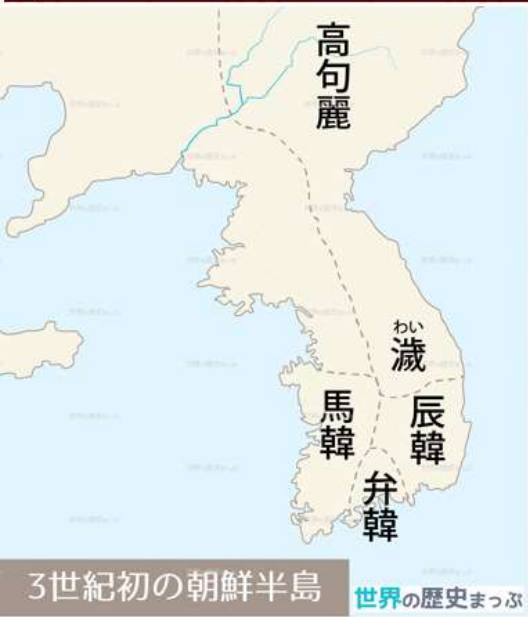 高句麗
わい
濊
馬韓
辰韓
弁韓
3世紀初の朝鮮半島
世界の歴史まっぷ